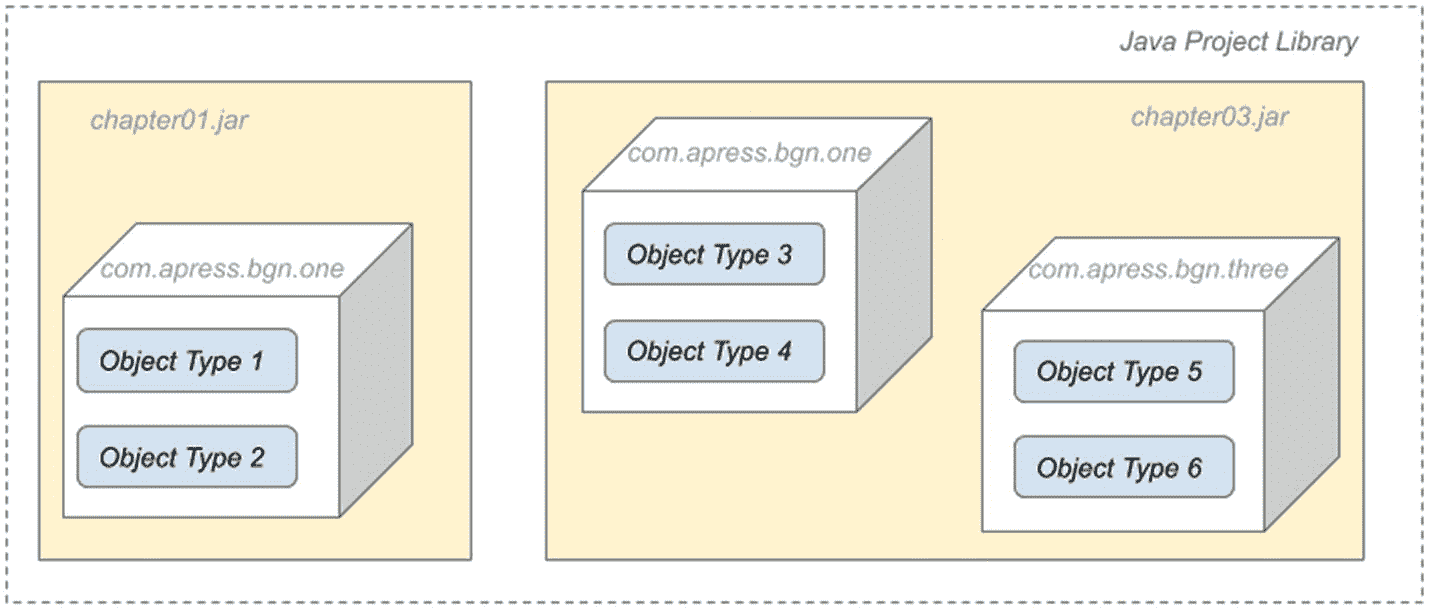 Java Project Library
chapter01.jar
com.apress.bgn.one
Object Type 1
Object Type 2
chapter03.jar
com.apress.bgn.one
Object Type 3
Object Type 4
com.apress.bgn.three
Object Type 5
Object Type 6